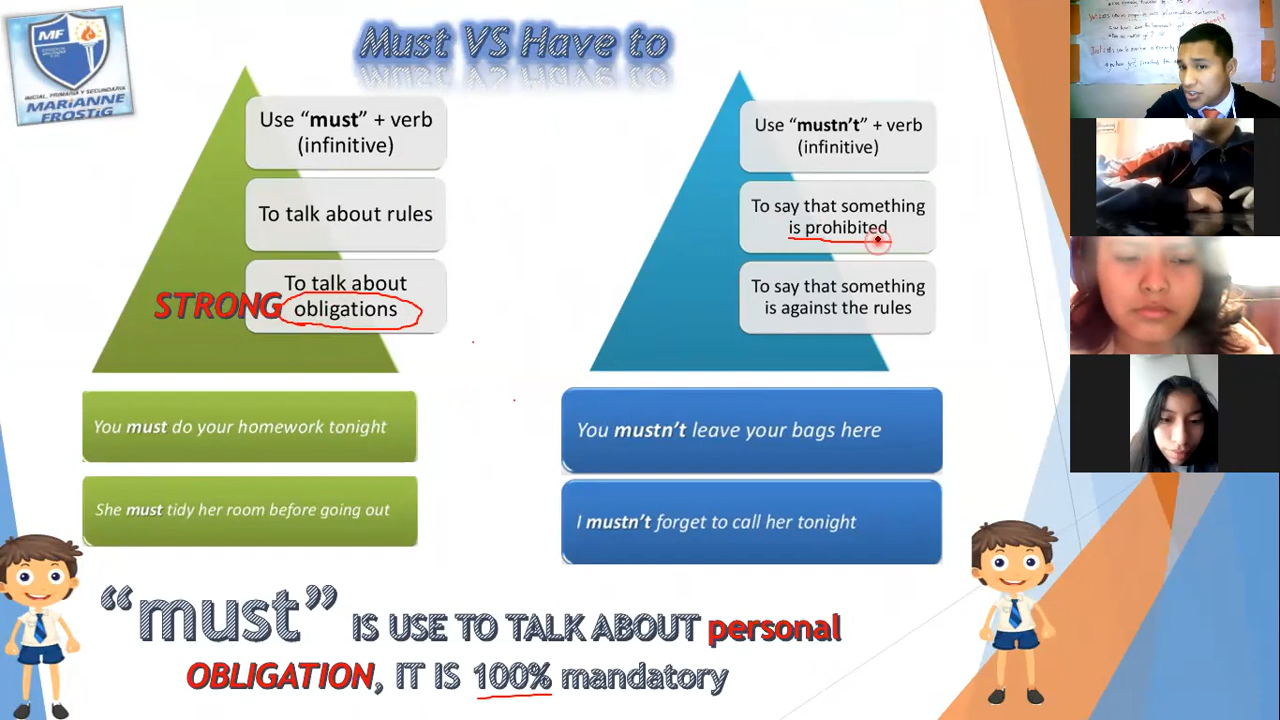 MF
INICIAL, PRIMARIA Y SECUNDARIA
MARIANNE
FROSTIG
Must VS Have to
Use “must” + verb
(infinitive)
To talk about rules
To talk about
STRONG obligations
You must do your homework tonight
She must tidy her room before going out
Use “mustn’t” + verb
(infinitive)
To say that something
is prohibited
To say that something
is against the rules
You mustn’t leave your bags here
I mustn’t forget to call her tonight
“must” IS USE TO TALK ABOUT personal
OBLIGATION, IT IS 100% mandatory